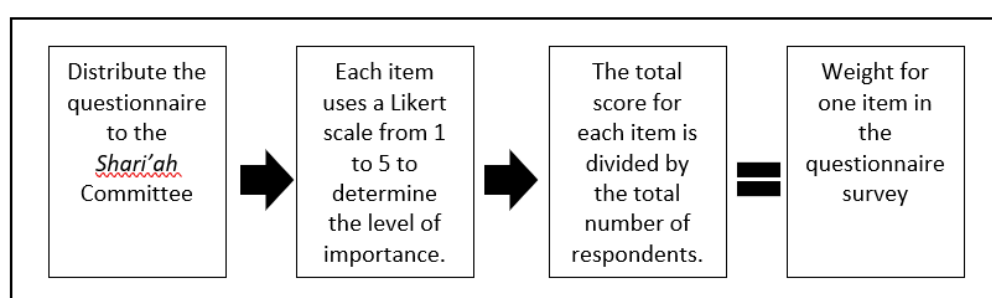 Distribute the
questionnaire
to the
Shari'ah
Committee
Each item
uses a Likert
scale from 1
to 5 to
determine
the level of
importance.
The total
score for
each item is
divided by
the total
number of
respondents.
Weight for
one item in
the
questionnaire
survey